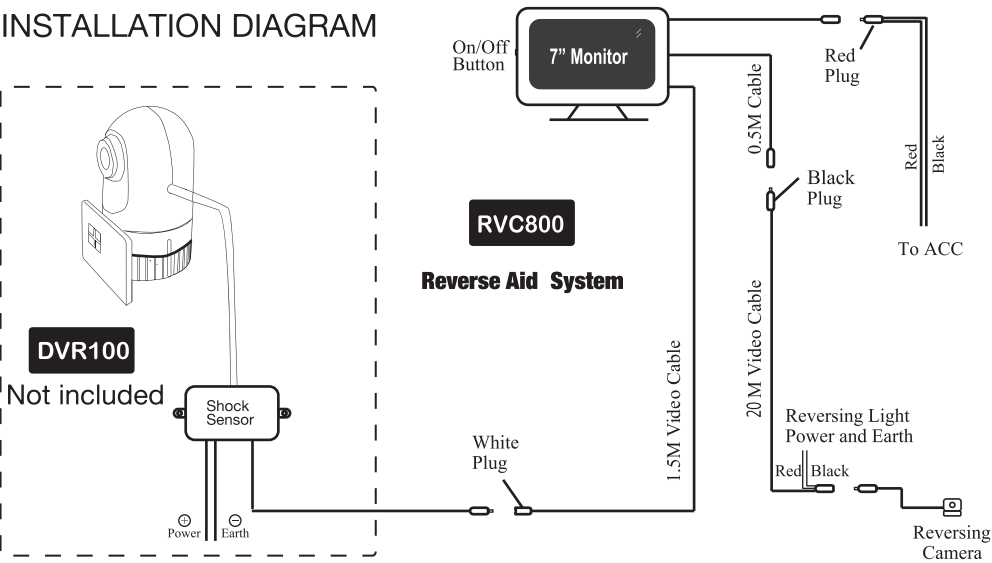 INSTALLATION DIAGRAM
On/Off
Button
7” Monitor
Red
Plug
0.5M Cable
Red
Black
Black
Plug
To ACC
RVC800
Reverse Aid System
DVR100
Not included
Shock
Sensor
20 M Video Cable
1.5M Video Cable
White
Plug
Reversing Light
Power and Earth
Red
Black
Power
Earth
Reversing
Camera